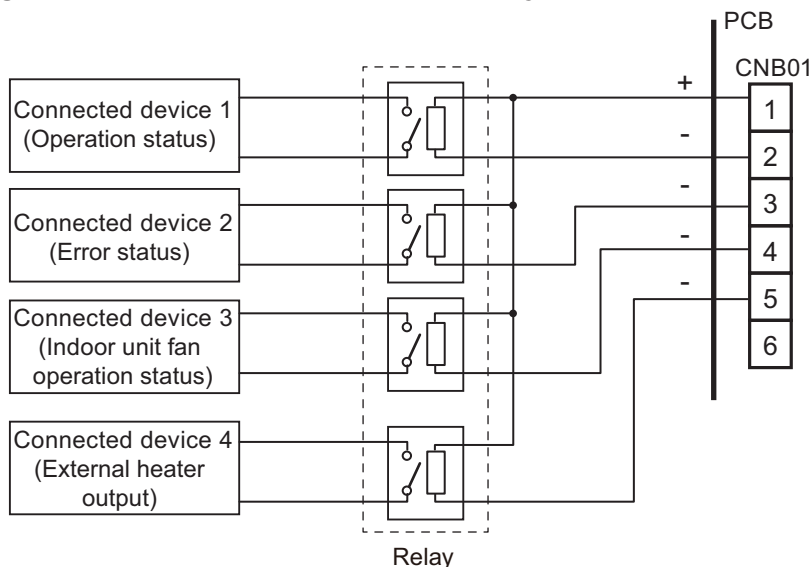 PCB
CNB01
Connected device 1
(Operation status)
Connected device 2
(Error status)
Connected device 3
(Indoor unit fan
operation status)
Connected device 4
(External heater
output)
+
-
-
-
-
1
2
3
4
5
6
Relay